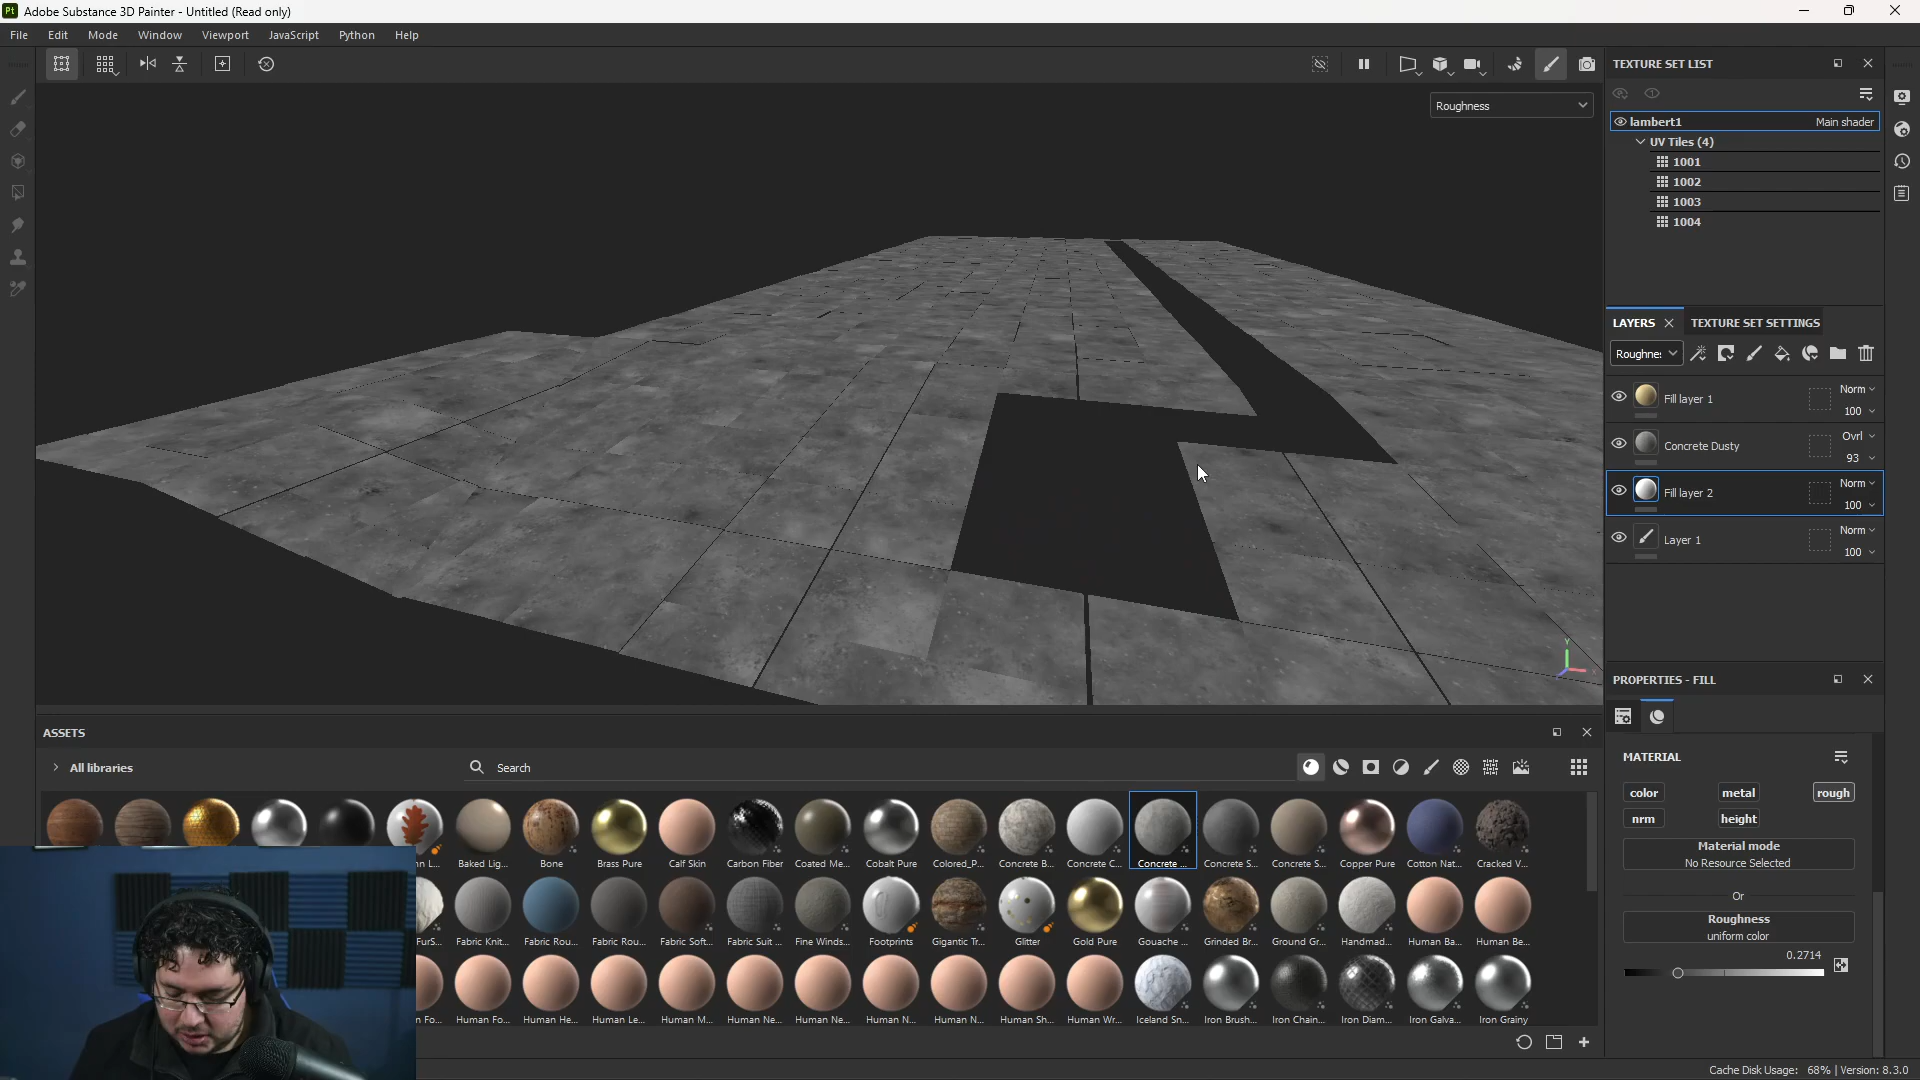 Adobe Substance 3D Painter - Untitled (Read only)
File Edit Mode Window Viewport JavaScript Python Help
Roughness
TEXTURE SET LIST
lambert1 Main shader
UV Tiles (4)
1001
1002
1003
1004
LAYERS TEXTURE SET SETTINGS
Roughne:
Fill layer 1 Norm 100
Concrete Dusty Ovrl 93
Fill layer 2 Norm 100
Layer 1 Norm 100
PROPERTIES - FILL
MATERIAL
color metal rough
nrm height
Material mode
No Resource Selected
Or
Roughness
uniform color
0.2714
ASSETS
All libraries Search
Baked Lig... Bone Brass Pure Calf Skin Carbon Fiber Coated Me... Cobalt Pure Colored_P... Concrete B... Concrete C... Concrete ... Concrete S... Concrete S... Copper Pure Cotton Nat... Cracked V...
FurS... Fabric Knit... Fabric Rou... Fabric Rou... Fabric Soft... Fabric Suit ... Fine Winds... Footprints Gigantic Tr... Glitter Gold Pure Gouache ... Grinded Br... Ground Gr... Handmad... Human Ba... Human Be...
Human Fo... Human He... Human Le... Human M... Human Ne... Human Ne... Human N... Human N... Human Sh... Human Wr... Iceland Sn... Iron Brush... Iron Chain... Iron Diam... Iron Galva... Iron Grainy
Cache Disk Usage: 68% | Version: 8.3.0